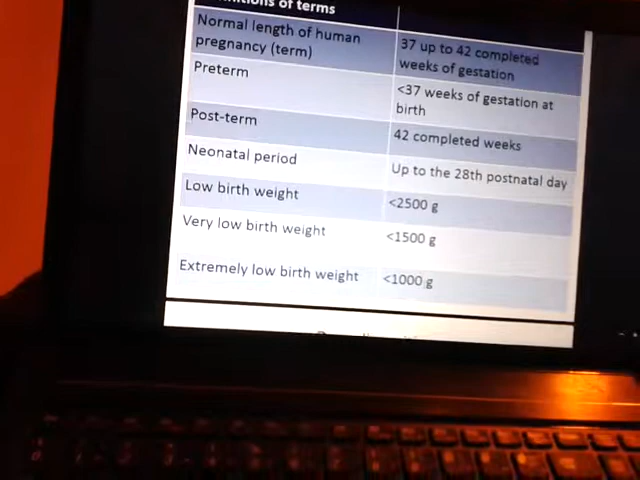 of terms
Normal length of human
pregnancy (term)
37 up to 42 completed
weeks of gestation
Preterm
<37 weeks of gestation at
birth
Post-term
42 completed weeks
Neonatal period
Up to the 28th postnatal day
Low birth weight
<2500 g
Very low birth weight
<1500 g
Extremely low birth weight
<1000 g